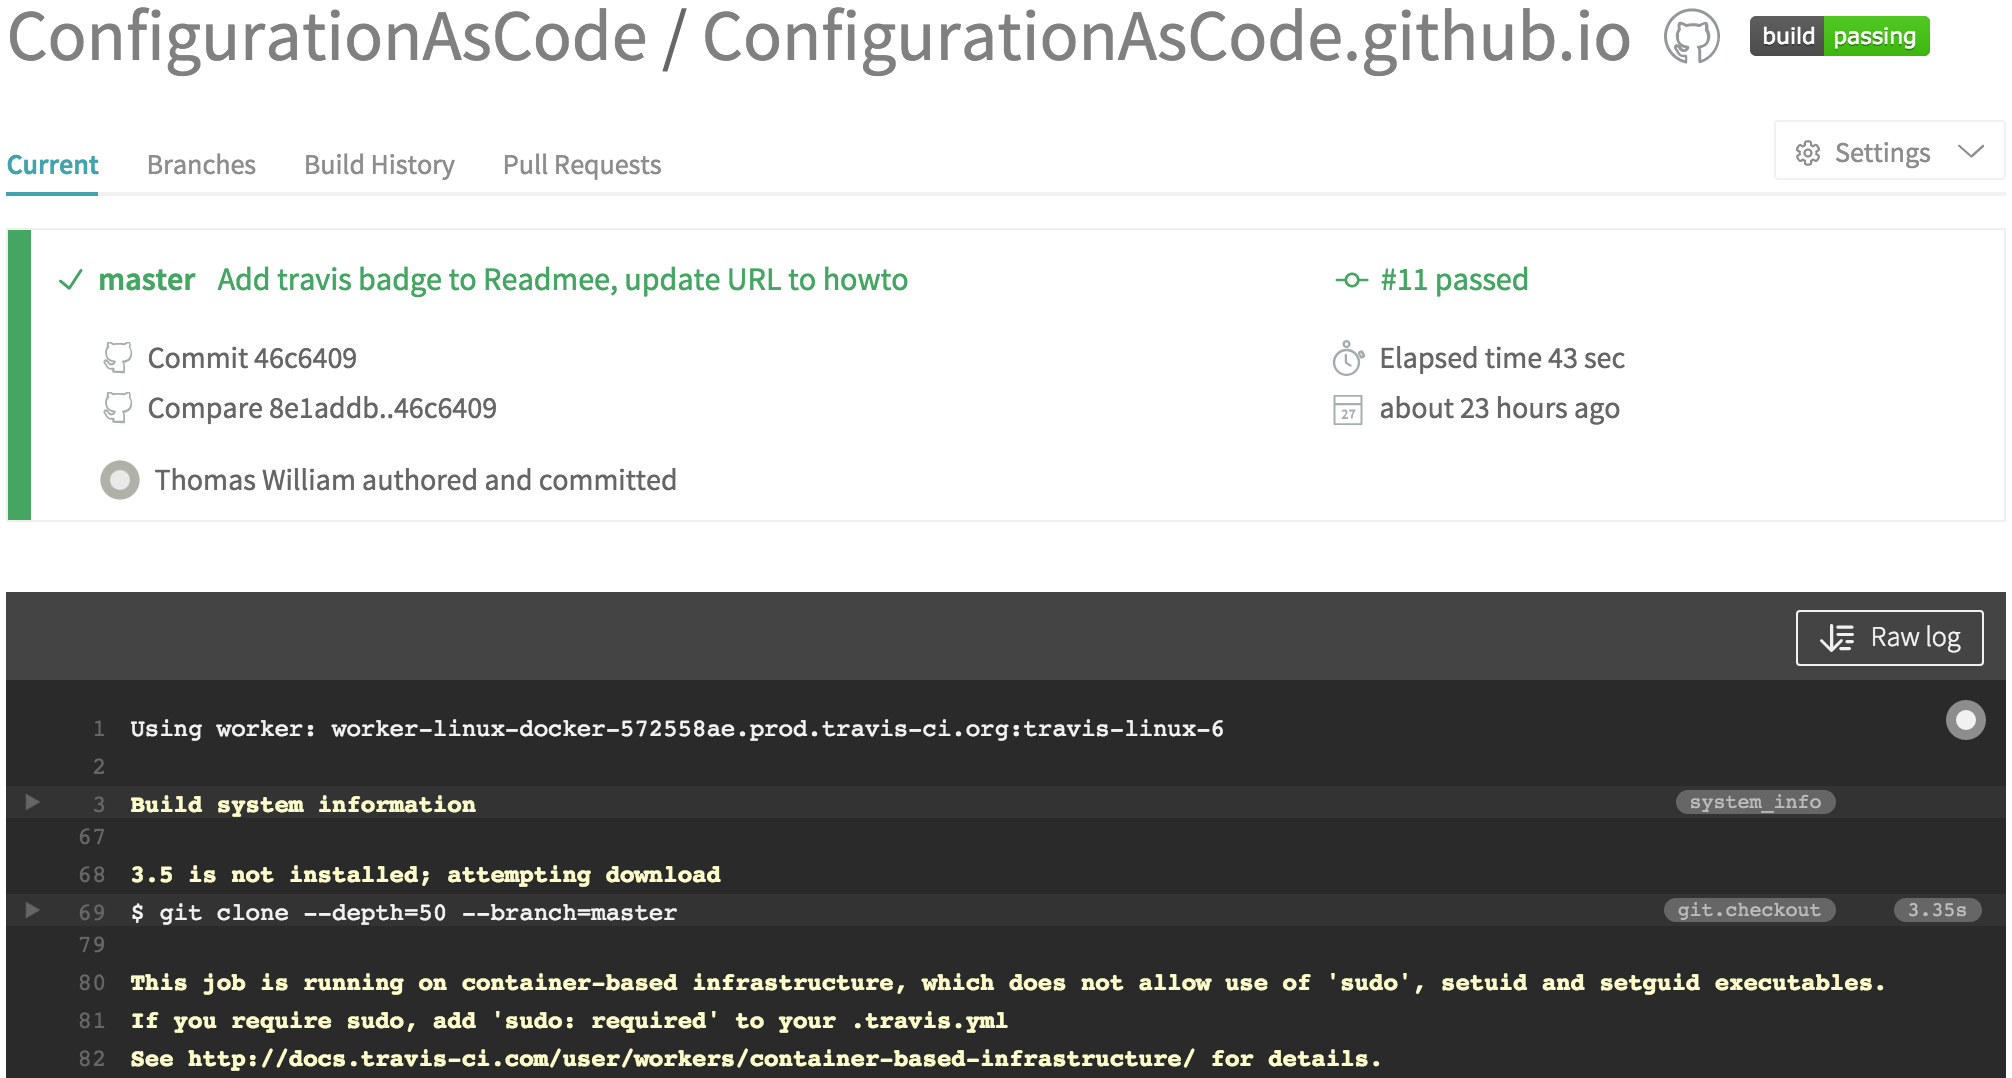 ConfigurationAsCode / ConfigurationAsCode.github.io build passing
Current Branches Build History Pull Requests Settings
master Add travis badge to Readmee, update URL to howto #11 passed
Commit 46c6409 Elapsed time 43 sec
Compare 8e1addb..46c6409 27 about 23 hours ago
Thomas William authored and committed
Raw log
1 Using worker: worker-linux-docker-572558ae.prod.travis-ci.org:travis-linux-6
2
3 Build system information system_info
67
68 3.5 is not installed; attempting download
69 $ git clone --depth=50 --branch=master git.checkout 3.35s
79
80 This job is running on container-based infrastructure, which does not allow use of 'sudo', setuid and setguid executables.
81 If you require sudo, add 'sudo: required' to your .travis.yml
82 See http://docs.travis-ci.com/user/workers/container-based-infrastructure/ for details.